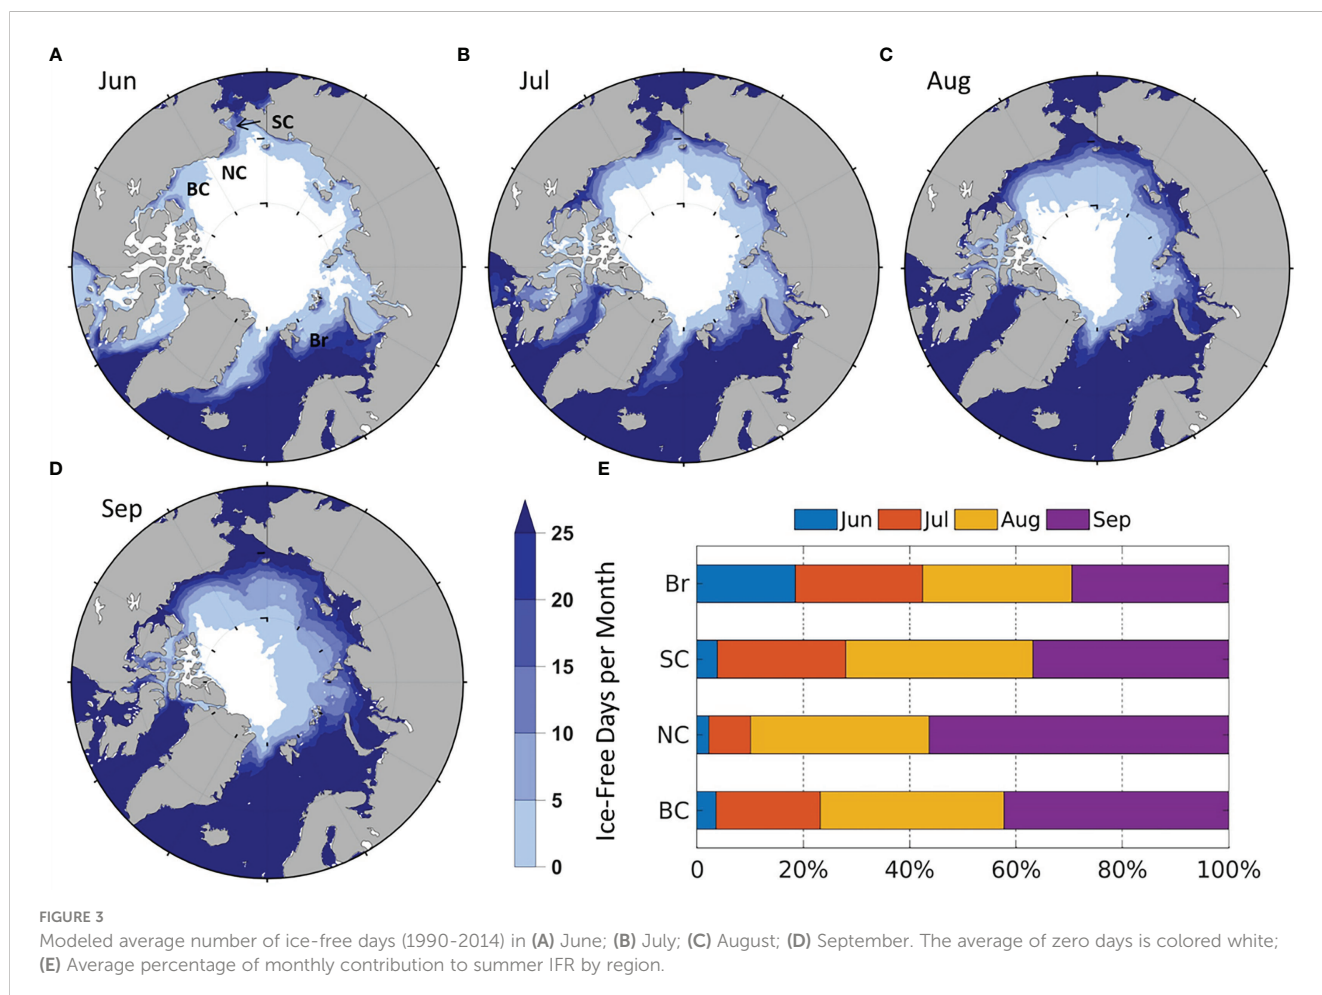 A
Jun
SC
NC
BC
Br
B
Jul
C
Aug
D
Sep
25
20
15
10
5
0
Ice-Free Days per Month
E
Jun Jul Aug Sep
Br
SC
NC
BC
0 20% 40% 60% 80% 100%
FIGURE 3
Modeled average number of ice-free days (1990-2014) in (A) June; (B) July; (C) August; (D) September. The average of zero days is colored white;
(E) Average percentage of monthly contribution to summer IFR by region.